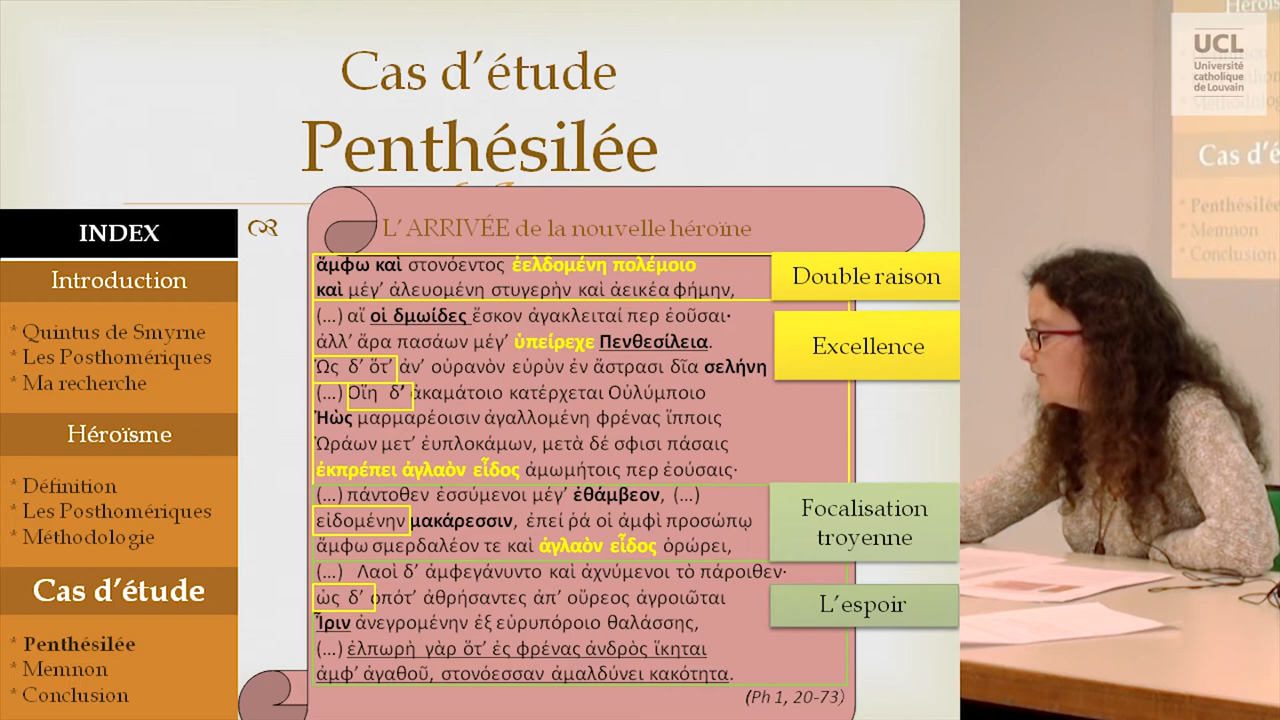 Cas d'étude
Penthésilée
INDEX
Introduction
* Quintus de Smyrne
* Les Posthomériques
* Ma recherche
Héroïsme
* Définition
* Les Posthomériques
* Méthodologie
Cas d'étude
* Penthésilée
* Memnon
* Conclusion
L'ARRIVÉE de la nouvelle héroïne
ἄμφω καὶ στονόεντος ἐελδομένη πολέμοιο
καὶ μέγ' ἀλευομένη στυγερὴν καὶ ἀεικέα φήμην,
(...) αἵ οἱ δμωίδες ἔσκον ἀγακλειταί περ ἐοῦσαι·
ἀλλ' ἄρα πασάων μέγ' ὑπείρεχε Πενθεσίλεια.
Ὡς δ' ὅτ' ἀν' οὐρανὸν εὐρὺν ἐν ἄστρασι δῖα σελήνη
(...) Οἵη δ' ἀκαμάτοιο κατέρχεται Οὐλύμποιο
Ἠὼς μαρμαρέοισιν ἀγαλλομένη φρένας ἵπποις
Ὡράων μετ' ἐυπλοκάμων, μετὰ δέ σφισι πάσαις
ἐκπρέπει ἀγλαὸν εἶδος ἀμωμήτοις περ ἐούσαις·
(...) πάντοθεν ἐσσύμενοι μέγ' ἐθάμβεον, (...)
εἰδομένην μακάρεσσιν, ἐπεί ῥά οἱ ἀμφὶ προσώπῳ
ἄμφω σμερδαλέον τε καὶ ἀγλαὸν εἶδος ὀρώρει,
(...) Λαοὶ δ' ἀμφεγάνυντο καὶ ἀχνύμενοι τὸ πάροιθεν·
ὡς δ' ὁπότ' ἀθρήσαντες ἀπ' οὔρεος ἀγροιῶται
Ἶριν ἀνεγρομένην ἐξ εὐρυπόροιο θαλάσσης,
(...) ἐλπωρὴ γὰρ ὅτ' ἐς φρένας ἀνδρὸς ἵκηται
ἀμφ' ἀγαθοῦ, στονόεσσαν ἀμαλδύνει κακότητα.
(Ph 1, 20-73)
Double raison
Excellence
Focalisation
troyenne
L'espoir
UCL
Université
catholique
de Louvain
Cas d'é
* Penthésilée
* Memnon
* Conclusion